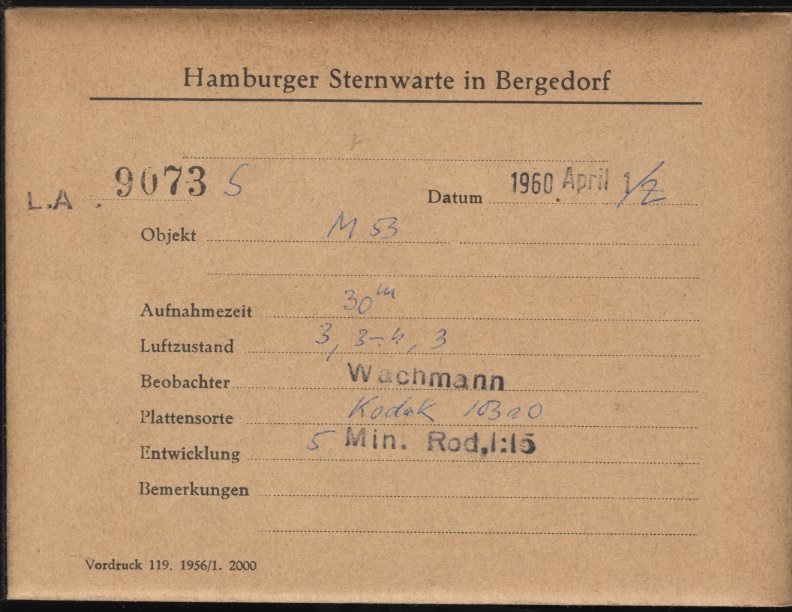 Hamburger Sternwarte in Bergedorf
L.A. 9073 S
Datum 1960 April 1/2
Objekt M 53
Aufnahmezeit 30ᵐ
Luftzustand 3, 3-4, 3
Beobachter Wachmann
Plattensorte Kodak 103a0
Entwicklung 5 Min. Rod,1:15
Bemerkungen
Vordruck 119. 1956/1. 2000